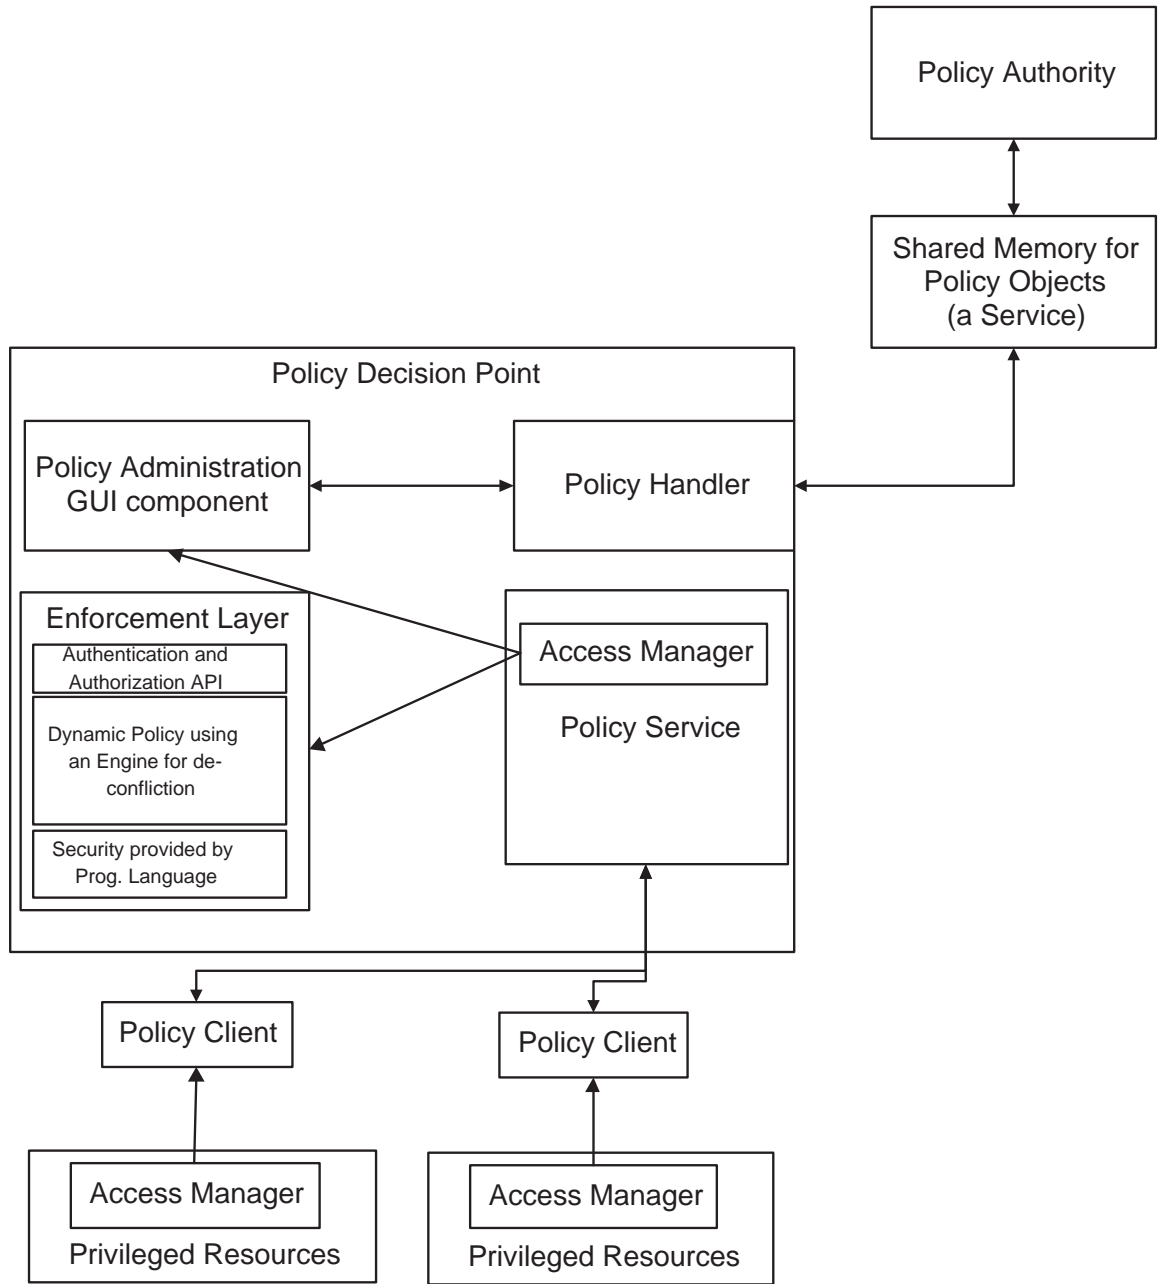 Policy Authority
Shared Memory for
Policy Objects
(a Service)
Policy Decision Point
Policy Administration
GUI component
Policy Handler
Enforcement Layer
Authentication and
Authorization API
Dynamic Policy using
an Engine for de-
confliction
Security provided by
Prog. Language
Access Manager
Policy Service
Policy Client
Policy Client
Access Manager
Privileged Resources
Access Manager
Privileged Resources